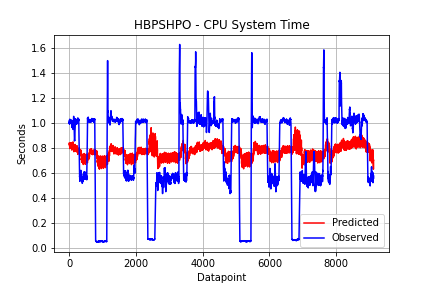 HBPSHPO - CPU System Time
1.6
1.4
1.2
1.0
0.8
0.6
0.4
0.2
0.0
Seconds
Predicted
Observed
0 2000 4000 6000 8000
Datapoint